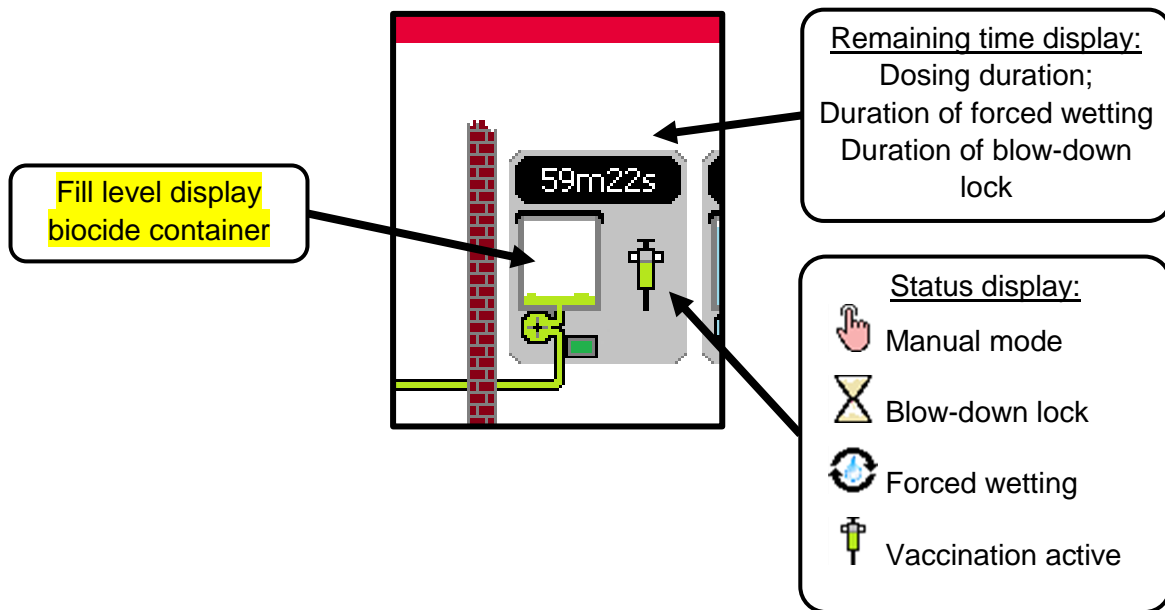 Remaining time display:
Dosing duration;
Duration of forced wetting
Duration of blow-down
lock
59m22s
Fill level display
biocide container
Status display:
Manual mode
Blow-down lock
Forced wetting
Vaccination active